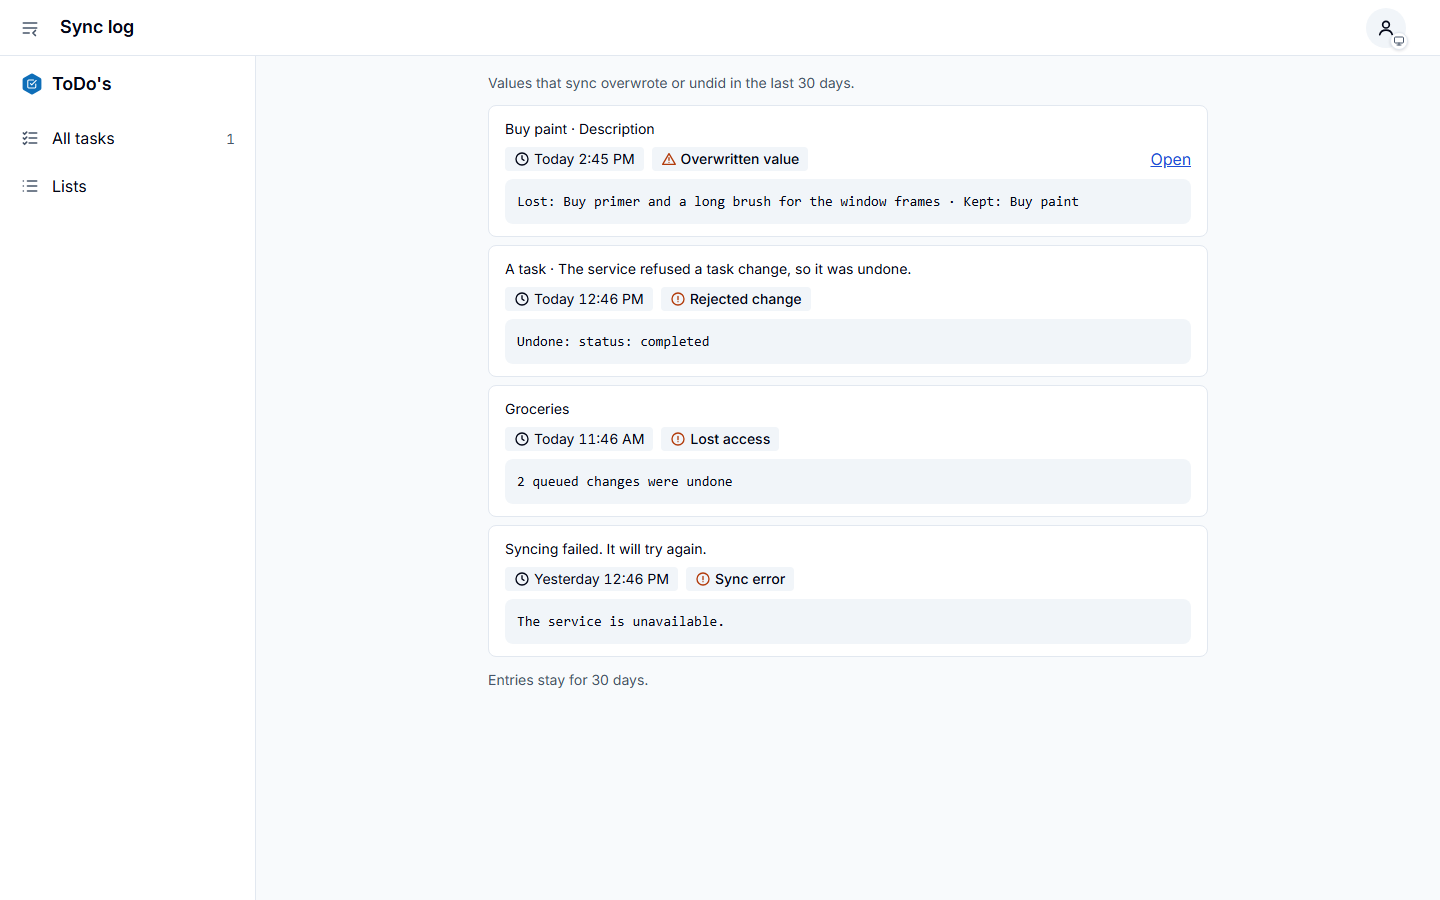 Sync log
ToDo's
All tasks 1
Lists
Values that sync overwrote or undid in the last 30 days.
Buy paint · Description
Today 2:45 PM Overwritten value Open
Lost: Buy primer and a long brush for the window frames · Kept: Buy paint
A task · The service refused a task change, so it was undone.
Today 12:46 PM Rejected change
Undone: status: completed
Groceries
Today 11:46 AM Lost access
2 queued changes were undone
Syncing failed. It will try again.
Yesterday 12:46 PM Sync error
The service is unavailable.
Entries stay for 30 days.